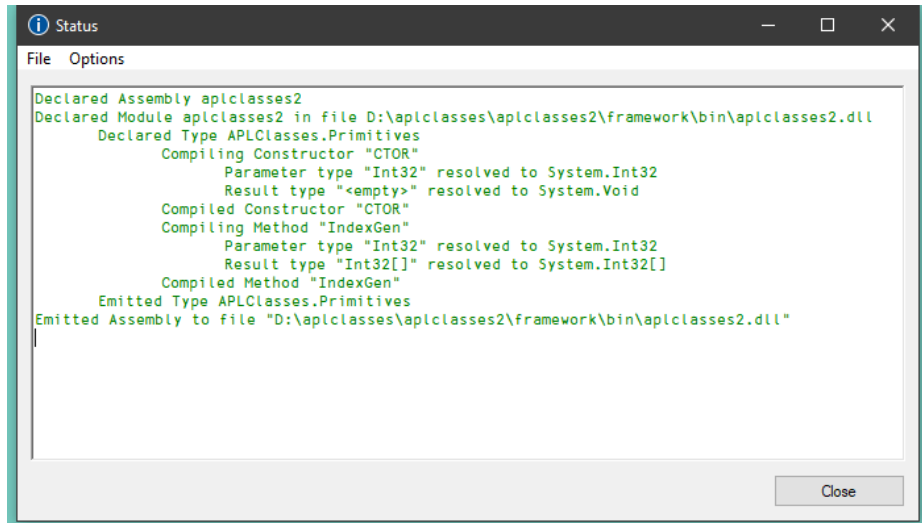 Status
File Options
Declared Assembly aplclasses2
Declared Module aplclasses2 in file D:\aplclasses\aplclasses2\framework\bin\aplclasses2.dll
Declared Type APLClasses.Primitives
Compiling Constructor "CTOR"
Parameter type "Int32" resolved to System.Int32
Result type "<empty>" resolved to System.Void
Compiled Constructor "CTOR"
Compiling Method "IndexGen"
Parameter type "Int32" resolved to System.Int32
Result type "Int32[]" resolved to System.Int32[]
Compiled Method "IndexGen"
Emitted Type APLClasses.Primitives
Emitted Assembly to file "D:\aplclasses\aplclasses2\framework\bin\aplclasses2.dll"
Close